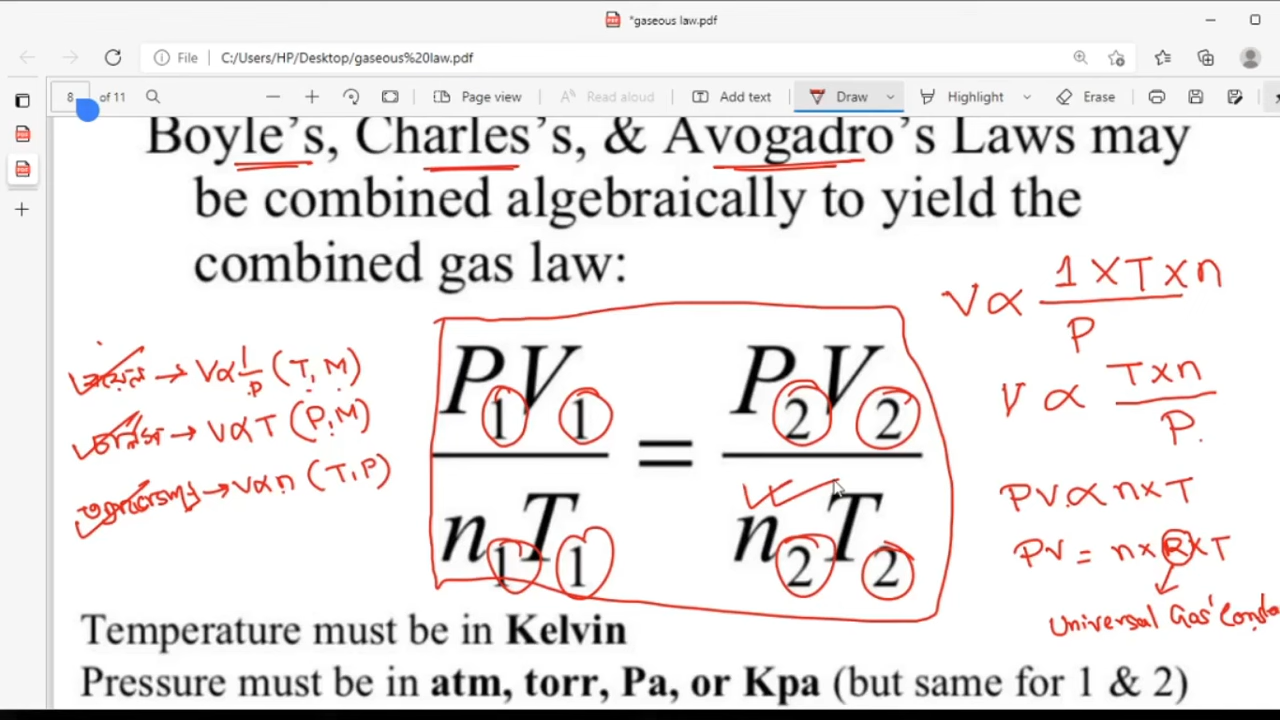 *gaseous law.pdf
File C:/Users/HP/Desktop/gaseous%20law.pdf
8 of 11 Page view Read aloud Add text Draw Highlight Erase
Boyle's, Charles's, & Avogadro's Laws may
be combined algebraically to yield the
combined gas law:
P₁V₁ / n₁T₁ = P₂V₂ / n₂T₂
→ V∝ 1/P (T, M)
→ V∝T (P, M)
→ V∝n (T, P)
V∝ 1×T×n / P
V ∝ T×n / P
PV ∝ n×T
PV = n×R×T
Universal Gas
Temperature must be in Kelvin
Pressure must be in atm, torr, Pa, or Kpa (but same for 1 & 2)